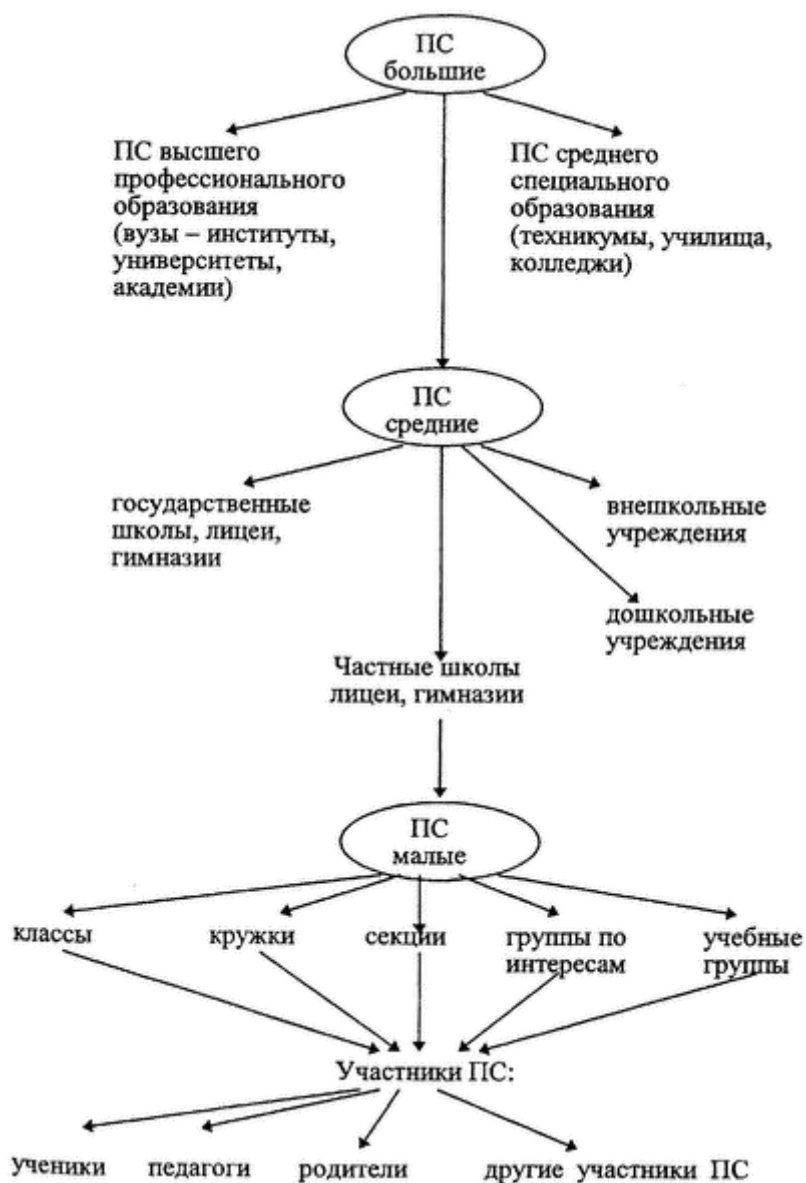 ПС
большие
ПС высшего
профессионального
образования
(вузы – институты,
университеты,
академии)
ПС среднего
специального
образования
(техникумы, училища,
колледжи)
ПС
средние
государственные
школы, лицеи,
гимназии
внешкольные
учреждения
дошкольные
учреждения
Частные школы
лицеи, гимназии
ПС
малые
классы
кружки
секции
группы по
интересам
учебные
группы
Участники ПС:
ученики
педагоги
родители
другие участники ПС